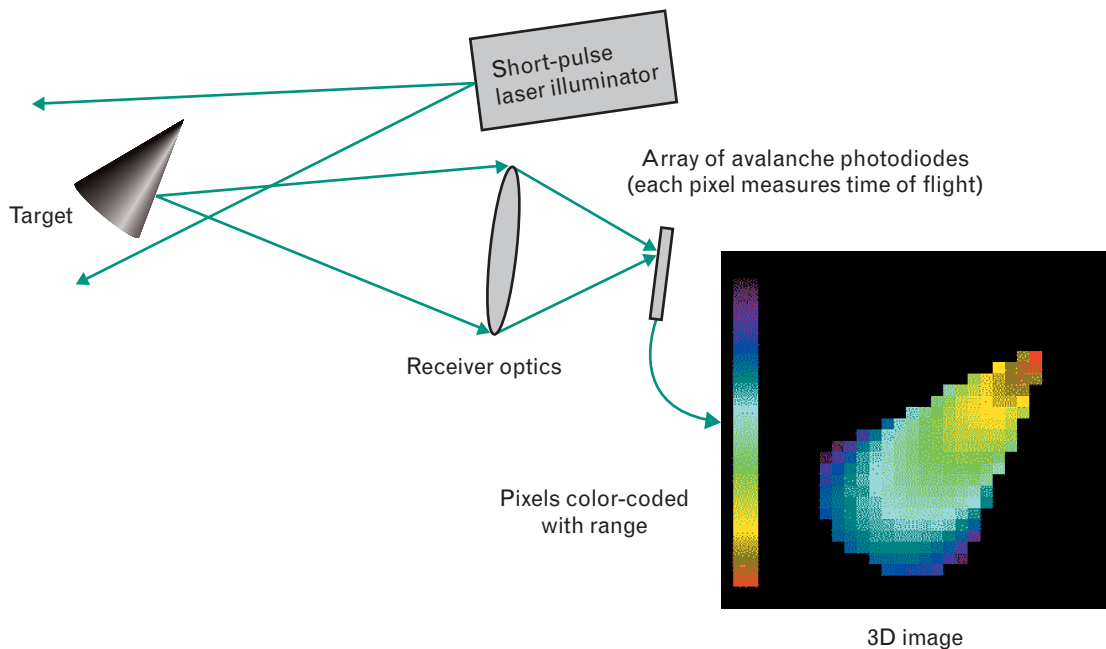 Short-pulse
laser illuminator
Array of avalanche photodiodes
(each pixel measures time of flight)
Target
Receiver optics
Pixels color-coded
with range
3D image